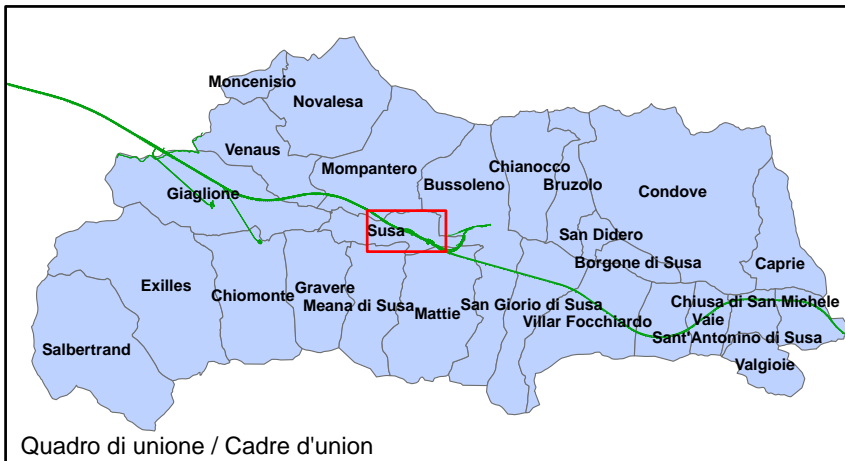 Moncenisio
Novalesa
Venaus
Mompantero
Chianocco
Giaglione
Bussoleno
Bruzolo
Condove
Susa
San Didero
Borgone di Susa
Caprie
Exilles
Chiomonte
Gravere
Meana di Susa
Mattie
San Giorio di Susa
Villar Focchiardo
Chiusa di San Michele
Vaie
Sant'Antonino di Susa
Salbertrand
Valgioie
Quadro di unione / Cadre d'union